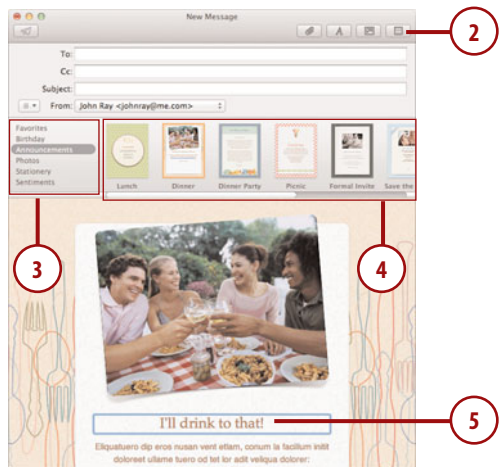 New Message
2
To:
Cc:
Subject:
From: John Ray <johnray@me.com>
Favorites
Birthday
Announcements
Photos
Stationery
Sentiments
Lunch
Dinner
Dinner Party
Picnic
Formal Invite
Save the
3
4
I'll drink to that!
5
Eliquatuero dip eros nusan vent etlam, conum la facillum initit
doloreet ullame tuero od tet lor adit veliqua dolorer: